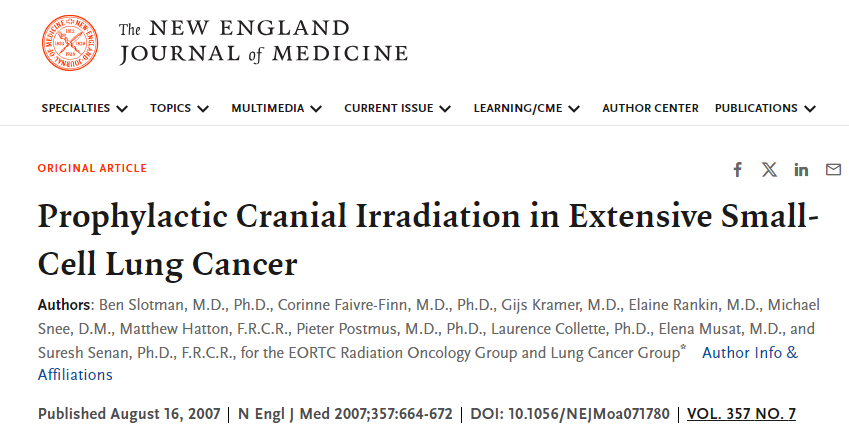 The NEW ENGLAND
JOURNAL of MEDICINE
SPECIALTIES TOPICS MULTIMEDIA CURRENT ISSUE LEARNING/CME AUTHOR CENTER PUBLICATIONS
ORIGINAL ARTICLE
Prophylactic Cranial Irradiation in Extensive Small-
Cell Lung Cancer
Authors: Ben Slotman, M.D., Ph.D., Corinne Faivre-Finn, M.D., Ph.D., Gijs Kramer, M.D., Elaine Rankin, M.D., Michael
Snee, D.M., Matthew Hatton, F.R.C.R., Pieter Postmus, M.D., Ph.D., Laurence Collette, Ph.D., Elena Musat, M.D., and
Suresh Senan, Ph.D., F.R.C.R., for the EORTC Radiation Oncology Group and Lung Cancer Group* Author Info &
Affiliations
Published August 16, 2007 | N Engl J Med 2007;357:664-672 | DOI: 10.1056/NEJMoa071780 | VOL. 357 NO. 7